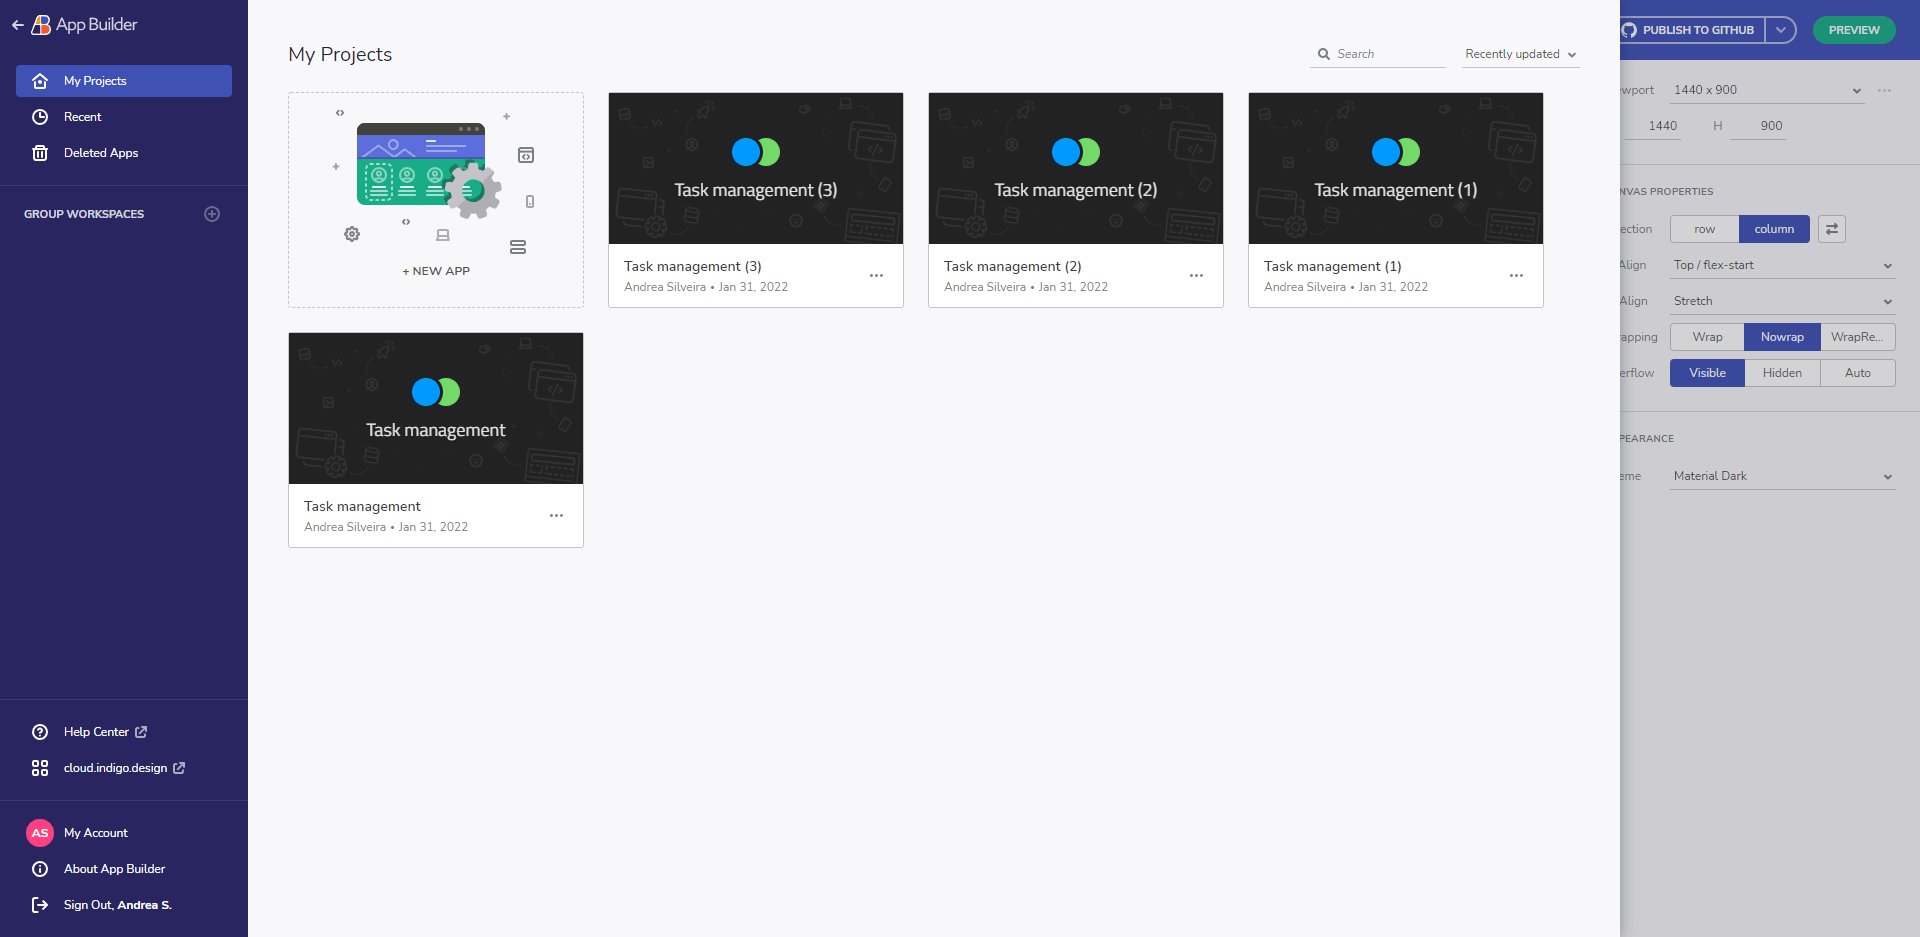 App Builder
My Projects
Recent
Deleted Apps
GROUP WORKSPACES
Help Center
cloud.indigo.design
AS My Account
About App Builder
Sign Out, Andrea S.
My Projects
Search
Recently updated
+ NEW APP
Task management (3)
Task management (3)
Andrea Silveira • Jan 31, 2022
Task management (2)
Task management (2)
Andrea Silveira • Jan 31, 2022
Task management (1)
Task management (1)
Andrea Silveira • Jan 31, 2022
Task management
Task management
Andrea Silveira • Jan 31, 2022
PUBLISH TO GITHUB
PREVIEW
wport 1440 x 900
1440 H 900
NVAS PROPERTIES
ection row column
Align Top / flex-start
Align Stretch
apping Wrap Nowrap WrapRe...
erflow Visible Hidden Auto
PEARANCE
eme Material Dark